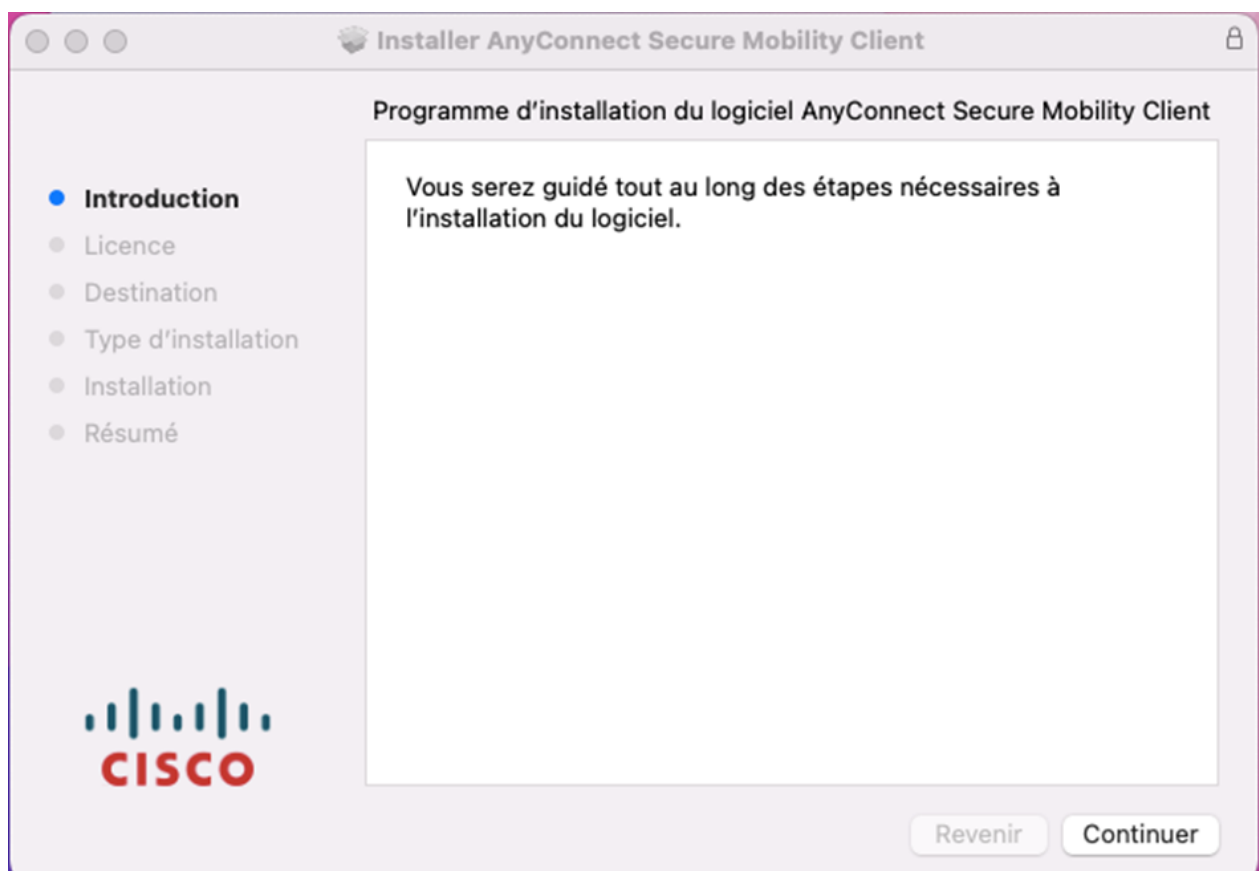 Installer AnyConnect Secure Mobility Client
Programme d’installation du logiciel AnyConnect Secure Mobility Client
Introduction
Licence
Destination
Type d’installation
Installation
Résumé
Vous serez guidé tout au long des étapes nécessaires à
l’installation du logiciel.
CISCO
Revenir
Continuer